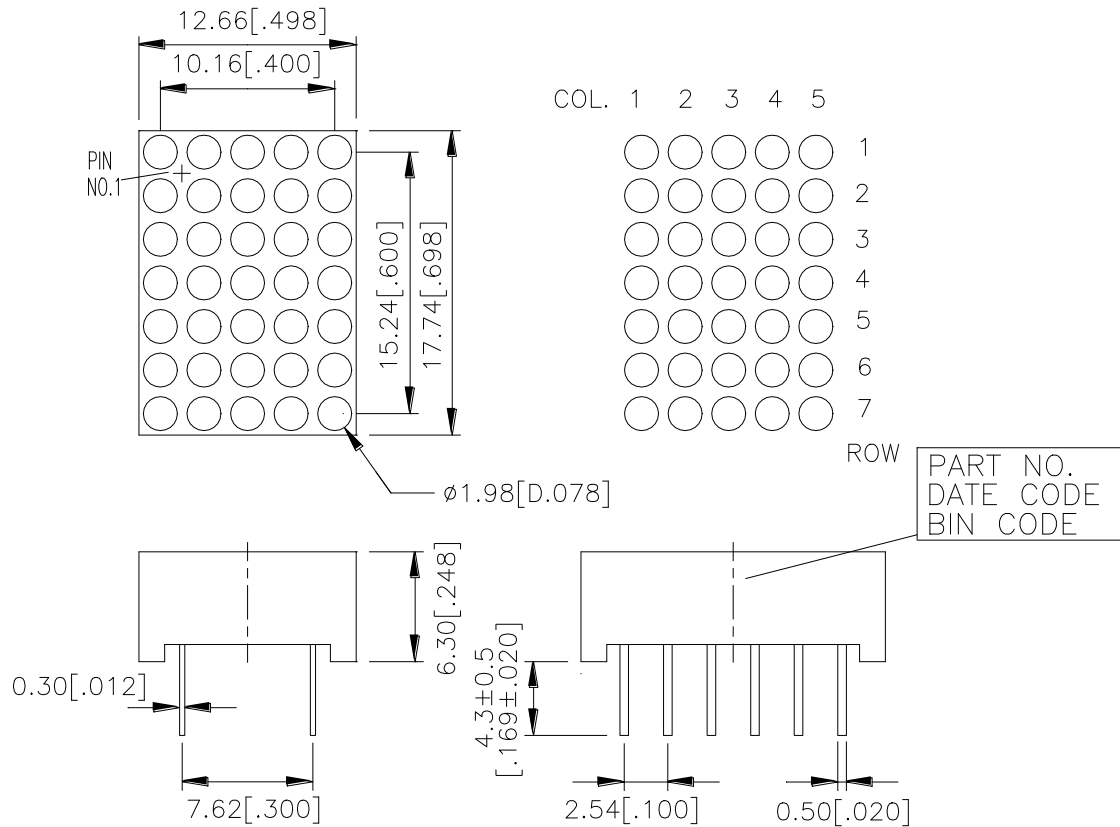 12.66[.498]
10.16[.400]
PIN
NO.1
15.24[.600]
17.74[.698]
ø1.98[D.078]
COL. 1 2 3 4 5
1
2
3
4
5
6
7
ROW
PART NO.
DATE CODE
BIN CODE
6.30[.248]
0.30[.012]
7.62[.300]
4.3±0.5
[.169±.020]
2.54[.100]
0.50[.020]